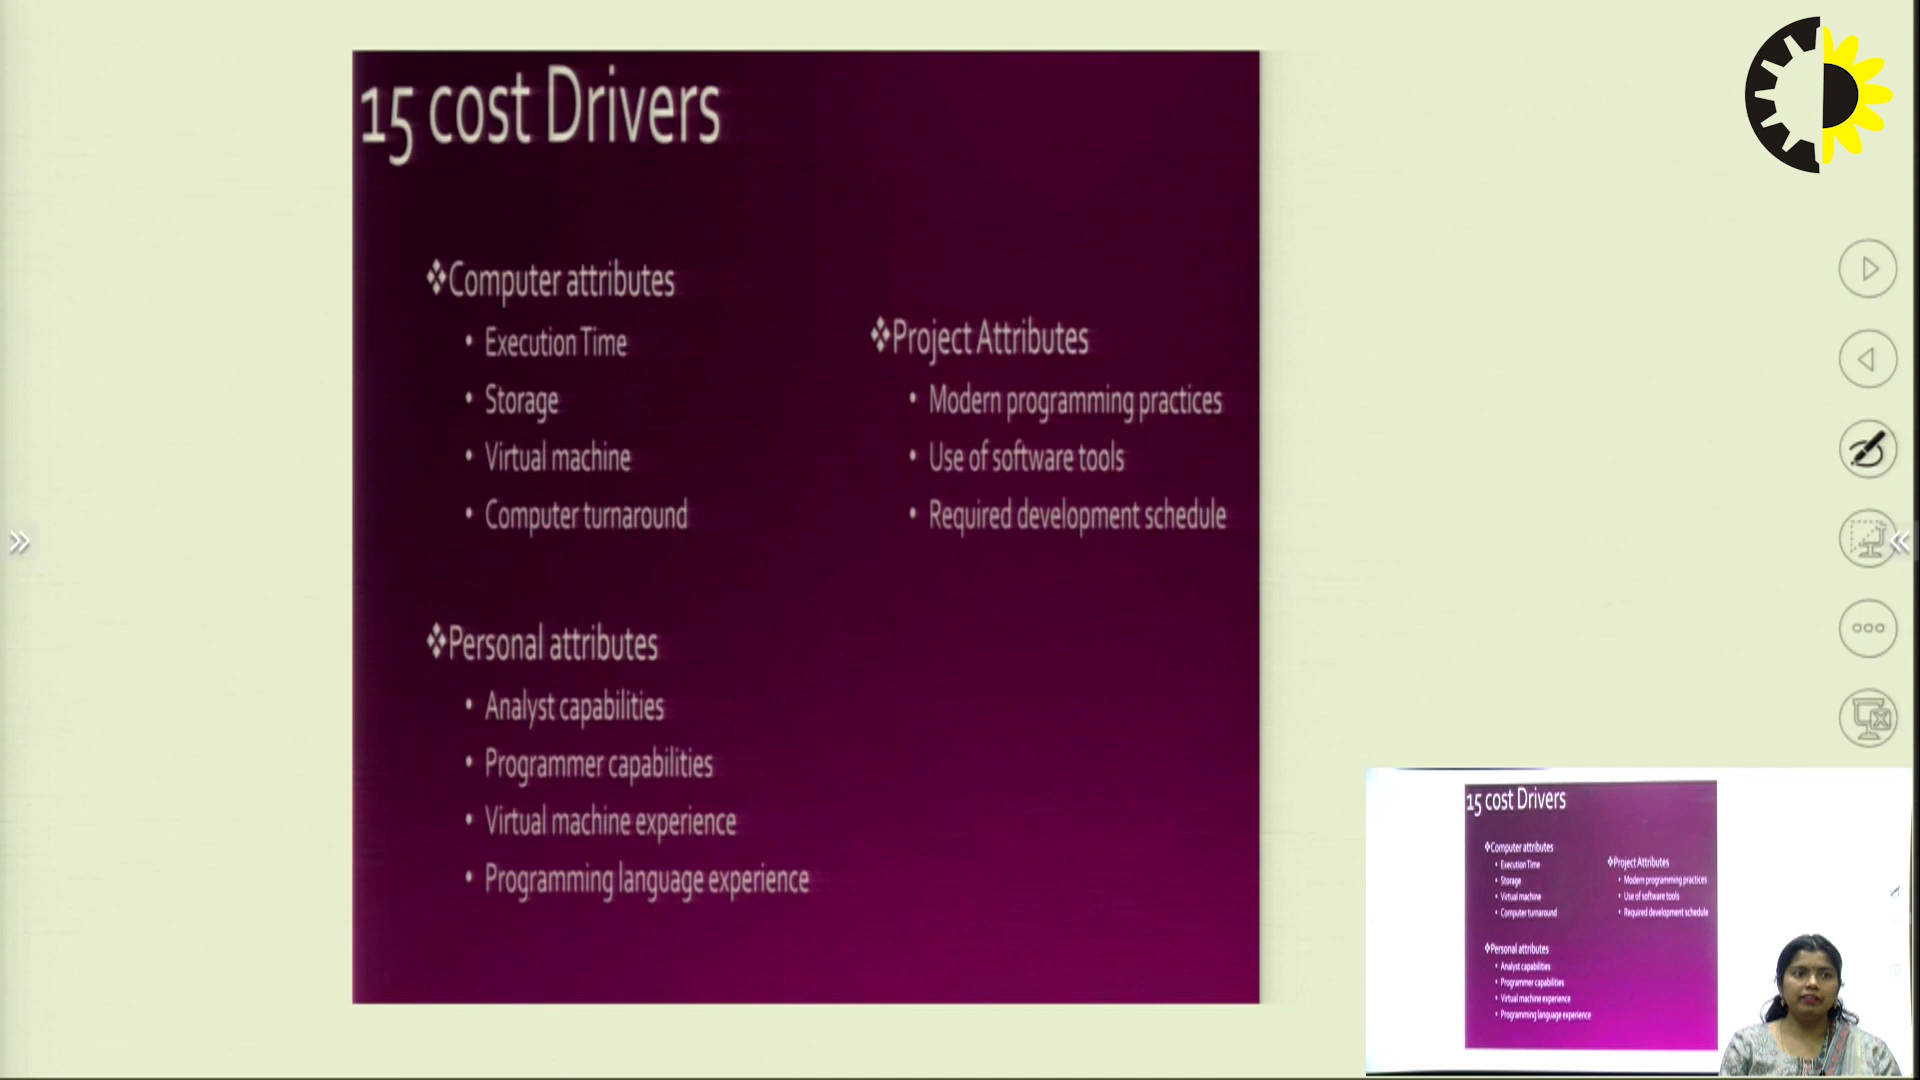 15 cost Drivers
❖Computer attributes
• Execution Time
• Storage
• Virtual machine
• Computer turnaround
❖Personal attributes
• Analyst capabilities
• Programmer capabilities
• Virtual machine experience
• Programming language experience
❖Project Attributes
• Modern programming practices
• Use of software tools
• Required development schedule
15 cost Drivers
❖Computer attributes
• Execution Time
• Storage
• Virtual machine
• Computer turnaround
❖Personal attributes
• Analyst capabilities
• Programmer capabilities
• Virtual machine experience
• Programming language experience
❖Project Attributes
• Modern programming practices
• Use of software tools
• Required development schedule